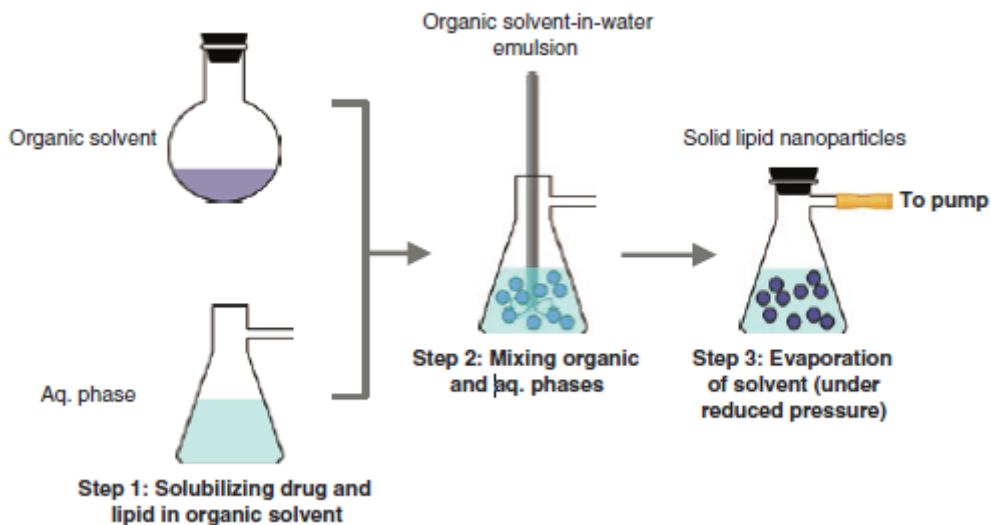 Organic solvent
Aq. phase
Step 1: Solubilizing drug and
lipid in organic solvent
Organic solvent-in-water
emulsion
Step 2: Mixing organic
and aq. phases
Solid lipid nanoparticles
To pump
Step 3: Evaporation
of solvent (under
reduced pressure)